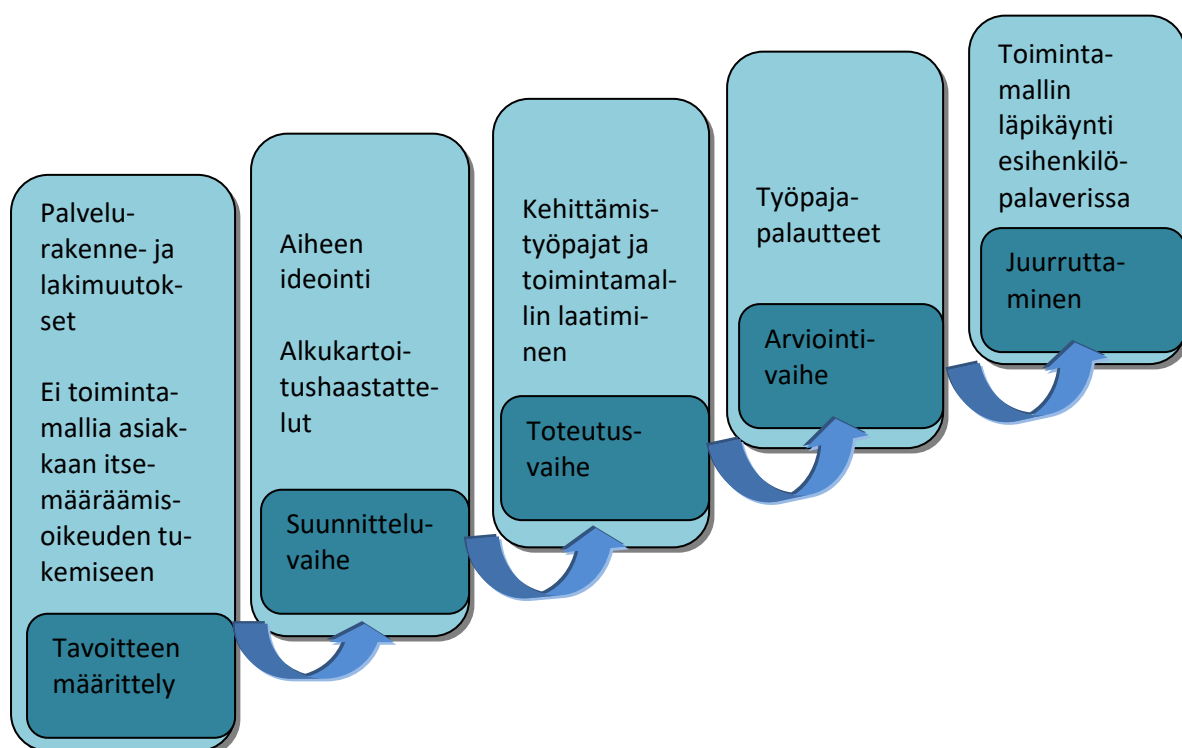 Palvelu-
rakenne- ja
lakimuutok-
set
Ei toiminta-
mallia asiak-
kaan itse-
määräämis-
oikeuden tu-
kemiseen
Tavoitteen
määrittely
Aiheen
ideointi
Alkukartoi-
tushaastatte-
lut
Suunnittelu-
vaihe
Kehittämis-
työpajat ja
toimintamal-
lin laatimi-
nen
Toteutus-
vaihe
Työpaja-
palautteet
Arviointi-
vaihe
Toiminta-
mallin
läpikäynti
esihenkilö-
palaverissa
Juurrutta-
minen